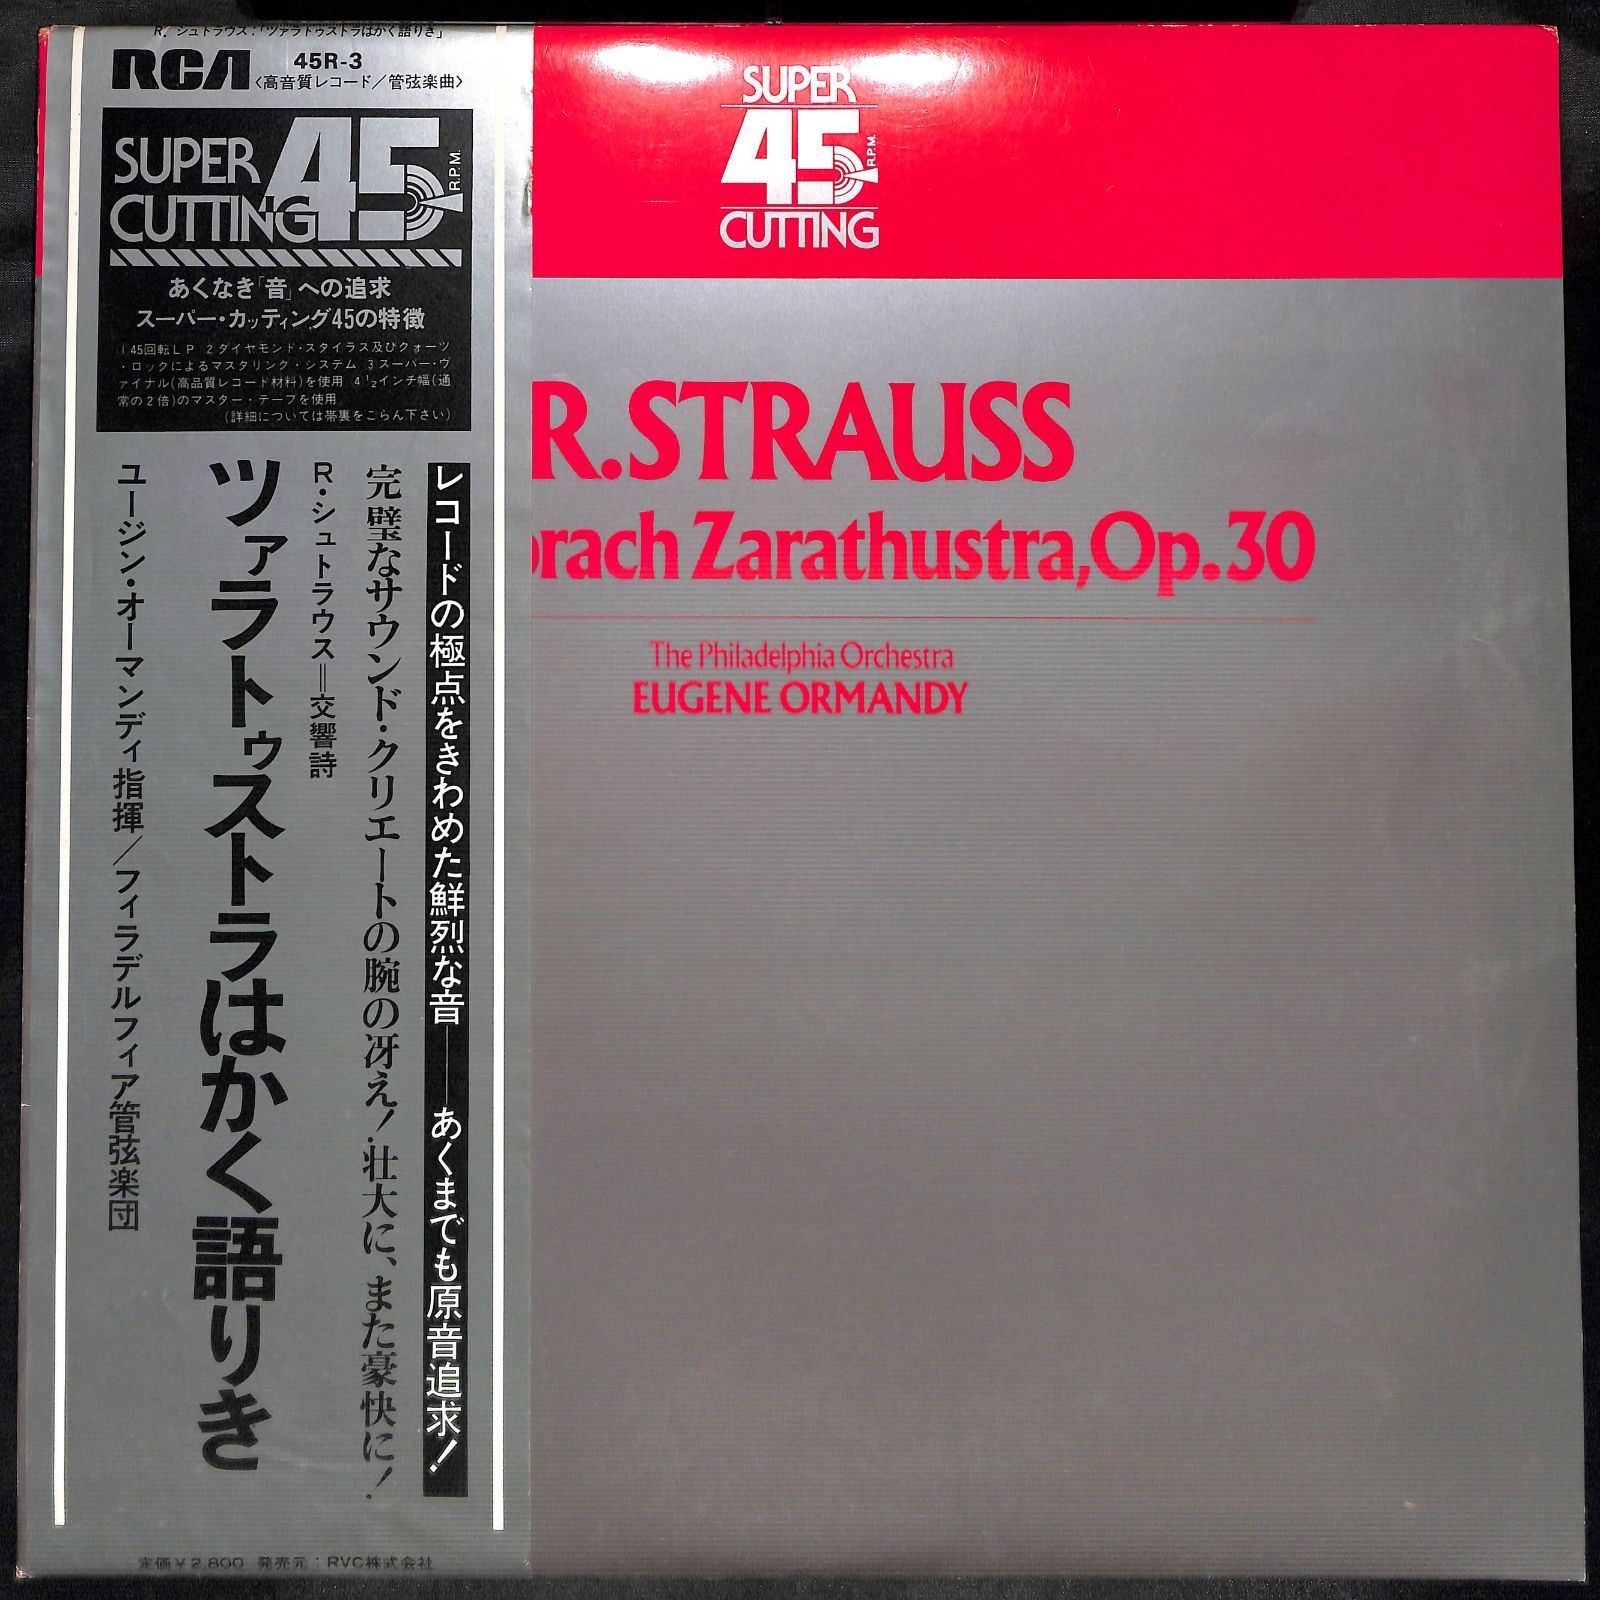 R. シュトラウス:「ツァラトゥストラはかく語りき」
RCA 45R-3
〈高音質レコード/管弦楽曲〉
SUPER
CUTTING 45 R.P.M.
あくなき「音」への追求
スーパー・カッティング45の特徴
1 45回転LP 2 ダイヤモンド・スタイラス及びクォーツ
・ロックによるマスタリング・システム 3 スーパー・ヴ
ァイナル(高品質レコード材料)を使用 4 1/2インチ幅(通
常の2倍)のマスター・テープを使用
(詳細については帯裏をごらん下さい)
レコードの極点をきわめた鮮烈な音——あくまでも原音追求!
完璧なサウンド・クリエートの腕の冴え!壮大に、また豪快に!
R・シュトラウス=交響詩
ツァラトゥストラはかく語りき
ユージン・オーマンディ指揮/フィラデルフィア管弦楽団
定価¥2,800 発売元:RVC株式会社
SUPER
45 R.P.M.
CUTTING
R.STRAUSS
prach Zarathustra,Op.30
The Philadelphia Orchestra
EUGENE ORMANDY